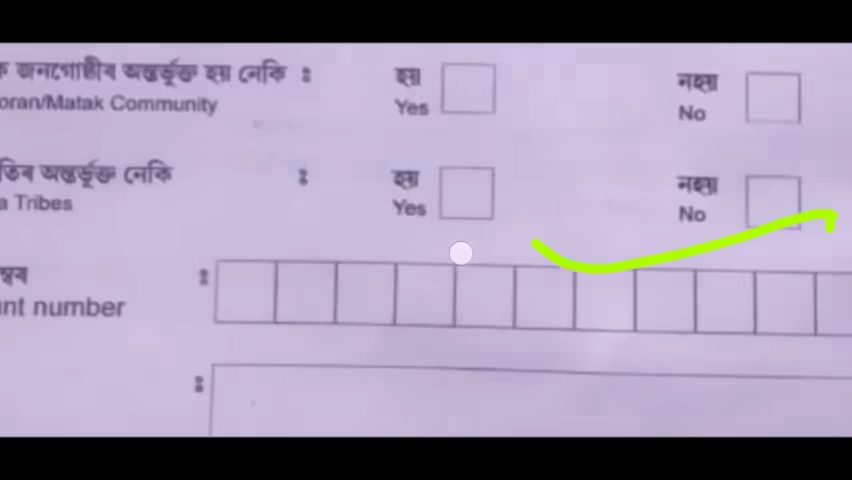 জনগোষ্ঠীৰ অন্তৰ্ভূক্ত হয় নেকি : হয় নহয়
oran/Matak Community Yes No
অন্তৰ্ভূক্ত নেকি : হয় নহয়
a Tribes Yes No
:
nt number
: